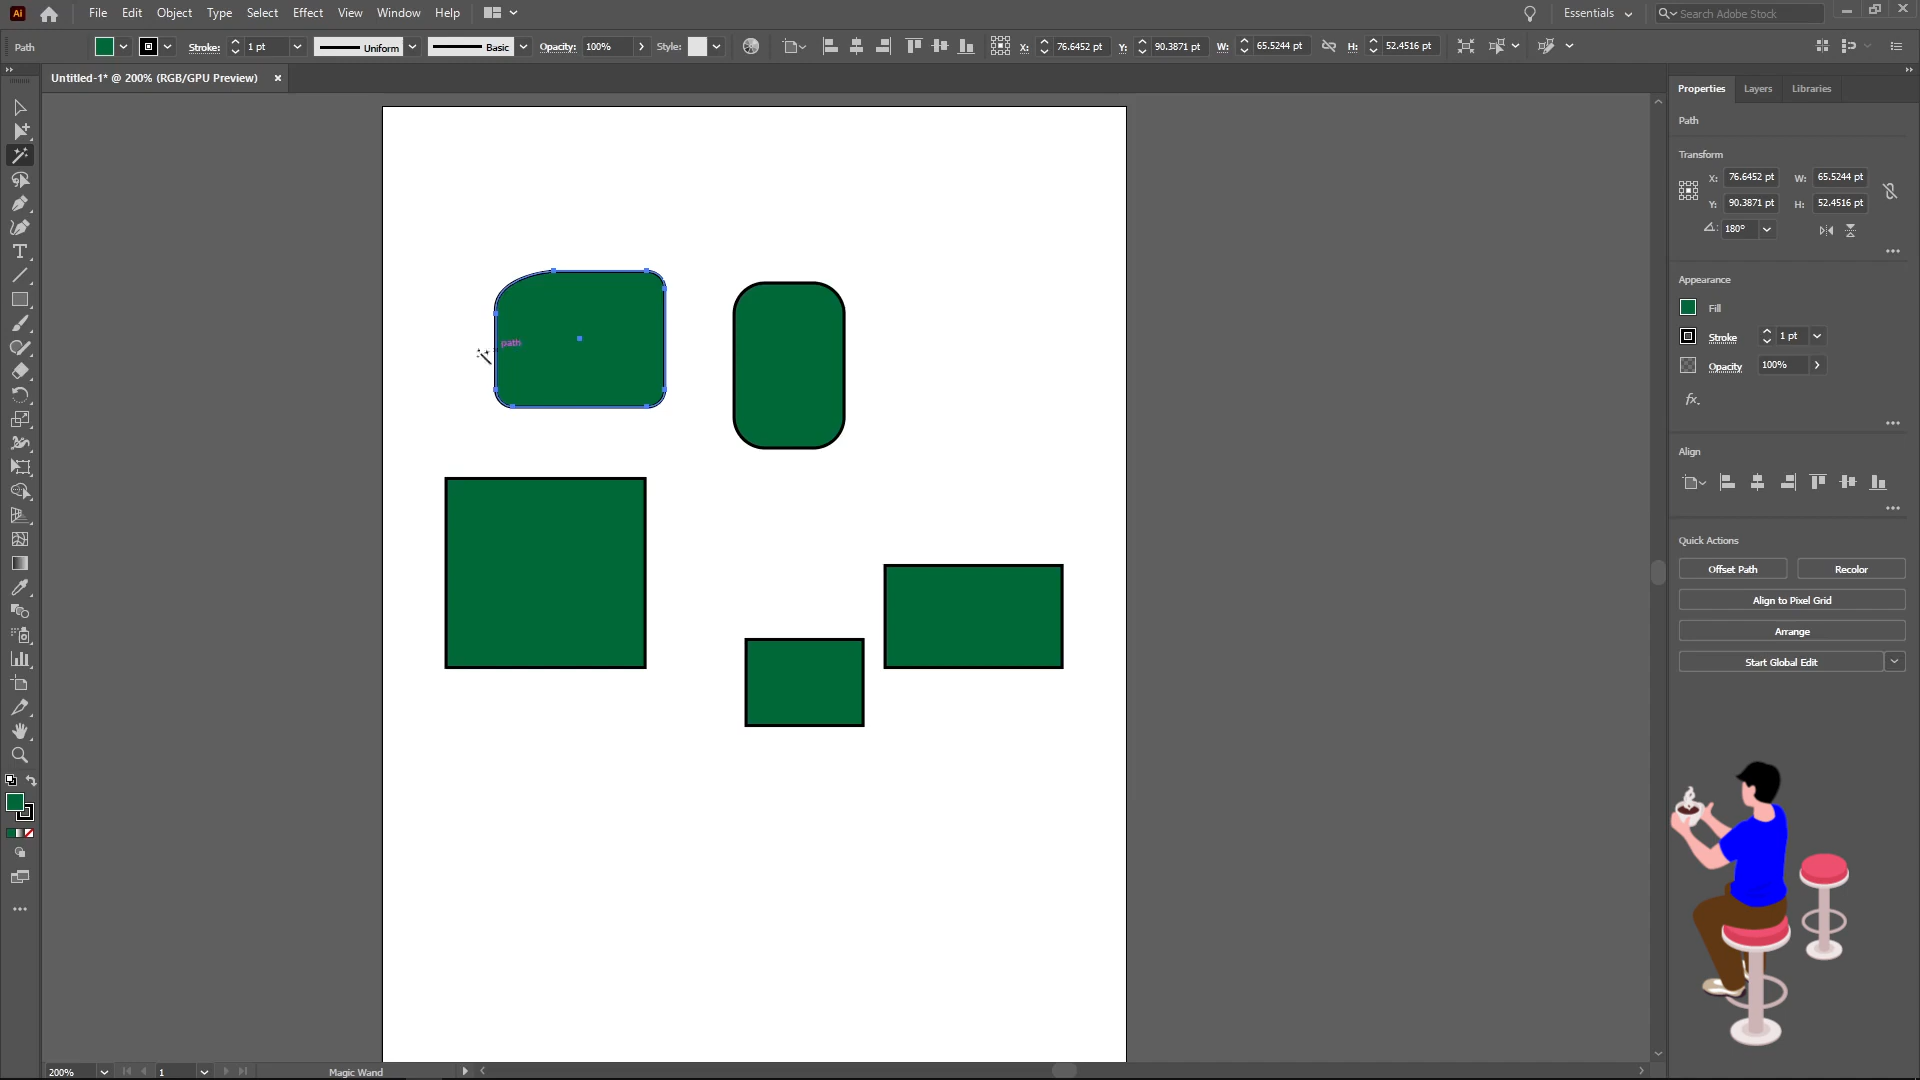 Ai File Edit Object Type Select Effect View Window Help Essentials Search Adobe Stock
Path Stroke: 1 pt Uniform Basic Opacity: 100% Style: X: 76.6452 pt Y: 90.3871 pt W: 65.5244 pt H: 52.4516 pt
Untitled-1* @ 200% (RGB/GPU Preview) ×
Properties Layers Libraries
Path
Transform
X: 76.6452 pt W: 65.5244 pt
Y: 90.3871 pt H: 52.4516 pt
180°
Appearance
Fill
Stroke 1 pt
Opacity 100%
fx.
Align
Quick Actions
Offset Path Recolor
Align to Pixel Grid
Arrange
Start Global Edit
path
200% 1 Magic Wand